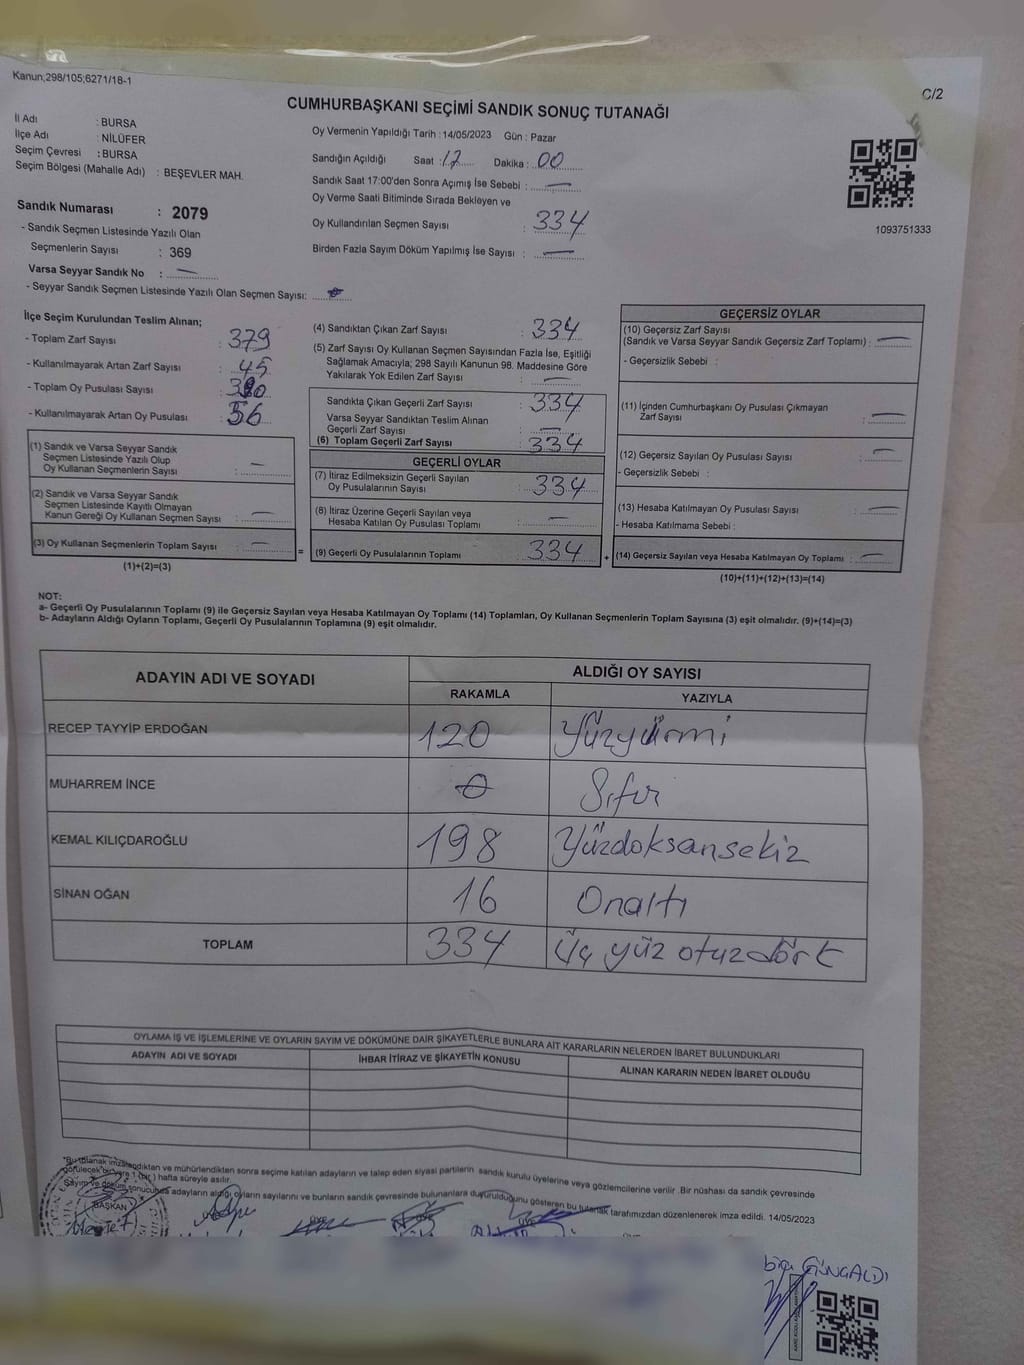 Kanun;298/105;6271/18-1
C/2
CUMHURBAŞKANI SEÇİMİ SANDIK SONUÇ TUTANAĞI
İl Adı : BURSA
İlçe Adı : NİLÜFER
Seçim Çevresi : BURSA
Seçim Bölgesi (Mahalle Adı) : BEŞEVLER MAH.
Sandık Numarası : 2079
- Sandık Seçmen Listesinde Yazılı Olan
Seçmenlerin Sayısı : 369
Varsa Seyyar Sandık No : —
- Seyyar Sandık Seçmen Listesinde Yazılı Olan Seçmen Sayısı:
Oy Vermenin Yapıldığı Tarih : 14/05/2023 Gün : Pazar
Sandığın Açıldığı Saat : 17 Dakika : 00
Sandık Saat 17:00'den Sonra Açımış İse Sebebi : —
Oy Verme Saati Bitiminde Sırada Bekleyen ve
Oy Kullandırılan Seçmen Sayısı : 334
Birden Fazla Sayım Döküm Yapılmış İse Sayısı : —
1093751333
İlçe Seçim Kurulundan Teslim Alınan;
- Toplam Zarf Sayısı : 379
- Kullanılmayarak Artan Zarf Sayısı : 45
- Toplam Oy Pusulası Sayısı :
- Kullanılmayarak Artan Oy Pusulası : 56
(1) Sandık ve Varsa Seyyar Sandık
Seçmen Listesinde Yazılı Olup
Oy Kullanan Seçmenlerin Sayısı : —
(2) Sandık ve Varsa Seyyar Sandık
Seçmen Listesinde Kayıtlı Olmayan
Kanun Gereği Oy Kullanan Seçmen Sayısı : —
(3) Oy Kullanan Seçmenlerin Toplam Sayısı : —
(1)+(2)=(3)
=
(4) Sandıktan Çıkan Zarf Sayısı : 334
(5) Zarf Sayısı Oy Kullanan Seçmen Sayısından Fazla İse, Eşitliği
Sağlamak Amacıyla; 298 Sayılı Kanunun 98. Maddesine Göre
Yakılarak Yok Edilen Zarf Sayısı : —
Sandıkta Çıkan Geçerli Zarf Sayısı : 334
Varsa Seyyar Sandıktan Teslim Alınan
Geçerli Zarf Sayısı : —
(6) Toplam Geçerli Zarf Sayısı : 334
GEÇERLİ OYLAR
(7) İtiraz Edilmeksizin Geçerli Sayılan
Oy Pusulalarının Sayısı : 334
(8) İtiraz Üzerine Geçerli Sayılan veya
Hesaba Katılan Oy Pusulası Toplamı : —
(9) Geçerli Oy Pusulalarının Toplamı : 334
+
GEÇERSİZ OYLAR
(10) Geçersiz Zarf Sayısı
(Sandık ve Varsa Seyyar Sandık Geçersiz Zarf Toplamı) : —
- Geçersizlik Sebebi :
(11) İçinden Cumhurbaşkanı Oy Pusulası Çıkmayan
Zarf Sayısı : —
(12) Geçersiz Sayılan Oy Pusulası Sayısı : —
- Geçersizlik Sebebi :
(13) Hesaba Katılmayan Oy Pusulası Sayısı : —
- Hesaba Katılmama Sebebi :
(14) Geçersiz Sayılan veya Hesaba Katılmayan Oy Toplamı : —
(10)+(11)+(12)+(13)=(14)
NOT:
a- Geçerli Oy Pusulalarının Toplamı (9) ile Geçersiz Sayılan veya Hesaba Katılmayan Oy Toplamı (14) Toplamları, Oy Kullanan Seçmenlerin Toplam Sayısına (3) eşit olmalıdır. (9)+(14)=(3)
b- Adayların Aldığı Oyların Toplamı, Geçerli Oy Pusulalarının Toplamına (9) eşit olmalıdır.
ADAYIN ADI VE SOYADI ALDIĞI OY SAYISI
RAKAMLA YAZIYLA
RECEP TAYYİP ERDOĞAN 120 Yüzyirmi
MUHARREM İNCE 0 Sıfır
KEMAL KILIÇDAROĞLU 198 Yüzdoksansekiz
SİNAN OĞAN 16 Onaltı
TOPLAM 334 üç yüz otuzdört
OYLAMA İŞ VE İŞLEMLERİNE VE OYLARIN SAYIM VE DÖKÜMÜNE DAİR ŞİKAYETLERLE BUNLARA AİT KARARLARIN NELERDEN İBARET BULUNDUKLARI
ADAYIN ADI VE SOYADI İHBAR İTİRAZ VE ŞİKAYETİN KONUSU ALINAN KARARIN NEDEN İBARET OLDUĞU
"Bu tutanak imzalandıktan ve mühürlendikten sonra seçime katılan adayların ve talep eden siyasi partilerin sandık kurulu üyelerine veya gözlemcilerine verilir. Bir nüshası da sandık çevresinde
görülecek bir yere 1 (bir) hafta süreyle asılır.
Sayım ve döküm sonucunda adayların aldığı oyların sayılarını ve bunların sandık çevresinde bulunanlara duyurulduğunu gösteren bu tutanak tarafımızdan düzenlenerek imza edildi. 14/05/2023
BAŞKAN ÜYE ÜYE ÜYE ÜYE
GÜNGALDI